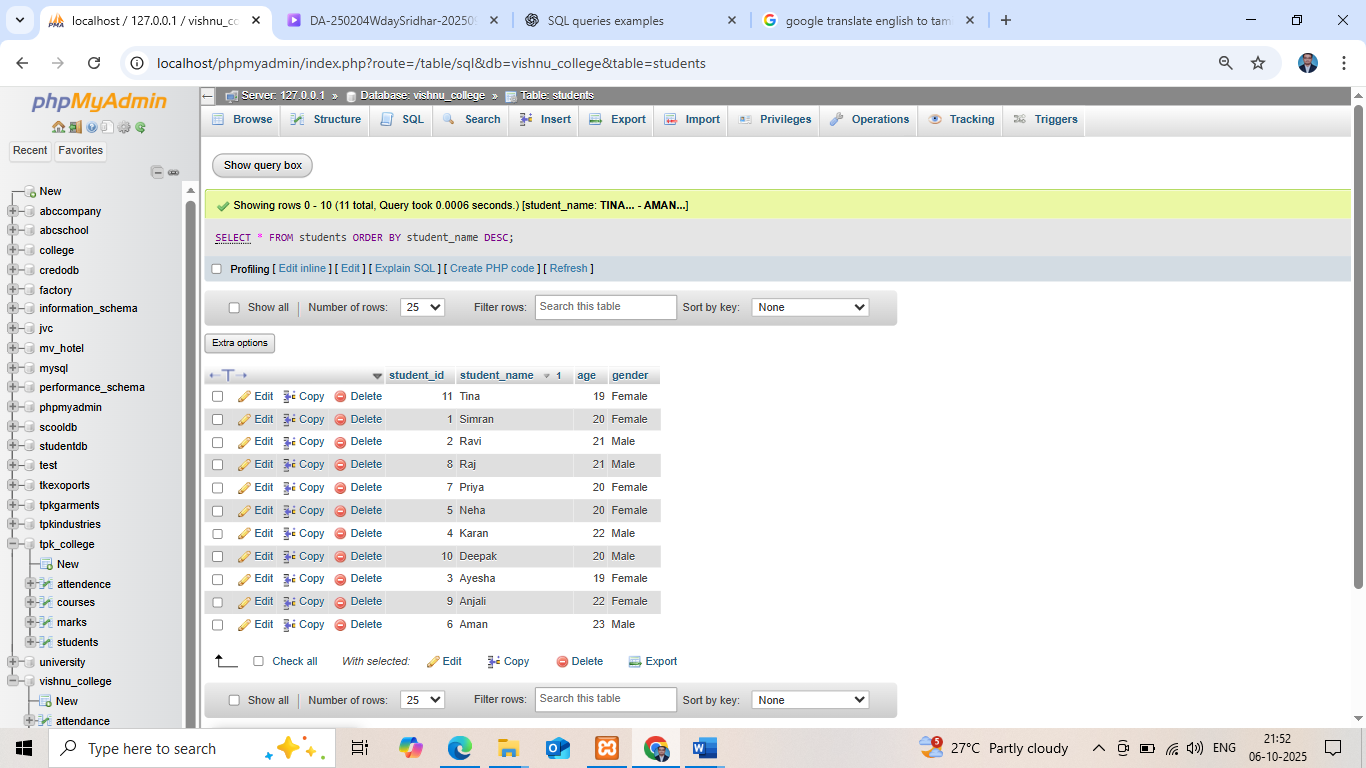 localhost / 127.0.0.1 / vishnu_cc
DA-250204WdaySridhar-202505
SQL queries examples
google translate english to tami
localhost/phpmyadmin/index.php?route=/table/sql&db=vishnu_college&table=students
phpMyAdmin
Recent Favorites
New
abccompany
abcschool
college
credodb
factory
information_schema
jvc
mv_hotel
mysql
performance_schema
phpmyadmin
scooldb
studentdb
test
tkexoports
tpkgarments
tpkindustries
tpk_college
New
attendence
courses
marks
students
university
vishnu_college
New
attendance
Server: 127.0.0.1 » Database: vishnu_college » Table: students
Browse Structure SQL Search Insert Export Import Privileges Operations Tracking Triggers
Show query box
Showing rows 0 - 10 (11 total, Query took 0.0006 seconds.) [student_name: TINA... - AMAN...]
SELECT * FROM students ORDER BY student_name DESC;
Profiling [ Edit inline ] [ Edit ] [ Explain SQL ] [ Create PHP code ] [ Refresh ]
Show all | Number of rows: 25 Filter rows: Search this table Sort by key: None
Extra options
←T→ student_id student_name 1 age gender
Edit Copy Delete 11 Tina 19 Female
Edit Copy Delete 1 Simran 20 Female
Edit Copy Delete 2 Ravi 21 Male
Edit Copy Delete 8 Raj 21 Male
Edit Copy Delete 7 Priya 20 Female
Edit Copy Delete 5 Neha 20 Female
Edit Copy Delete 4 Karan 22 Male
Edit Copy Delete 10 Deepak 20 Male
Edit Copy Delete 3 Ayesha 19 Female
Edit Copy Delete 9 Anjali 22 Female
Edit Copy Delete 6 Aman 23 Male
Check all With selected: Edit Copy Delete Export
Show all | Number of rows: 25 Filter rows: Search this table Sort by key: None
Type here to search
5
27°C Partly cloudy
ENG
21:52
06-10-2025